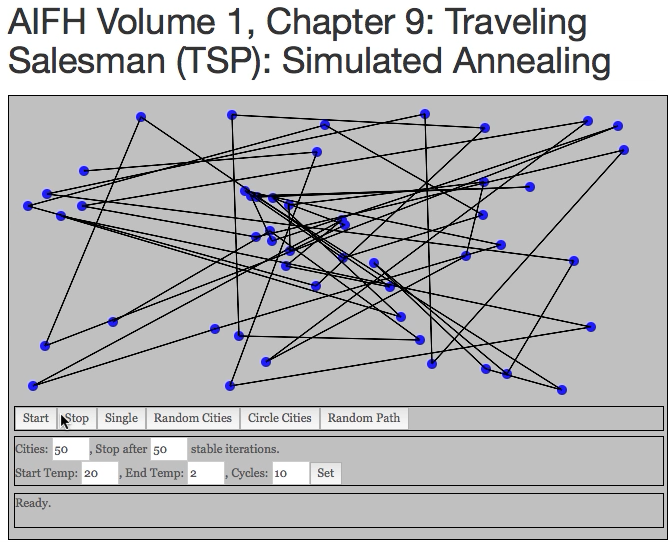 AIFH Volume 1, Chapter 9: Traveling
Salesman (TSP): Simulated Annealing
Start Stop Single Random Cities Circle Cities Random Path
Cities: 50 , Stop after 50 stable iterations.
Start Temp: 20 , End Temp: 2 , Cycles: 10 Set
Ready.